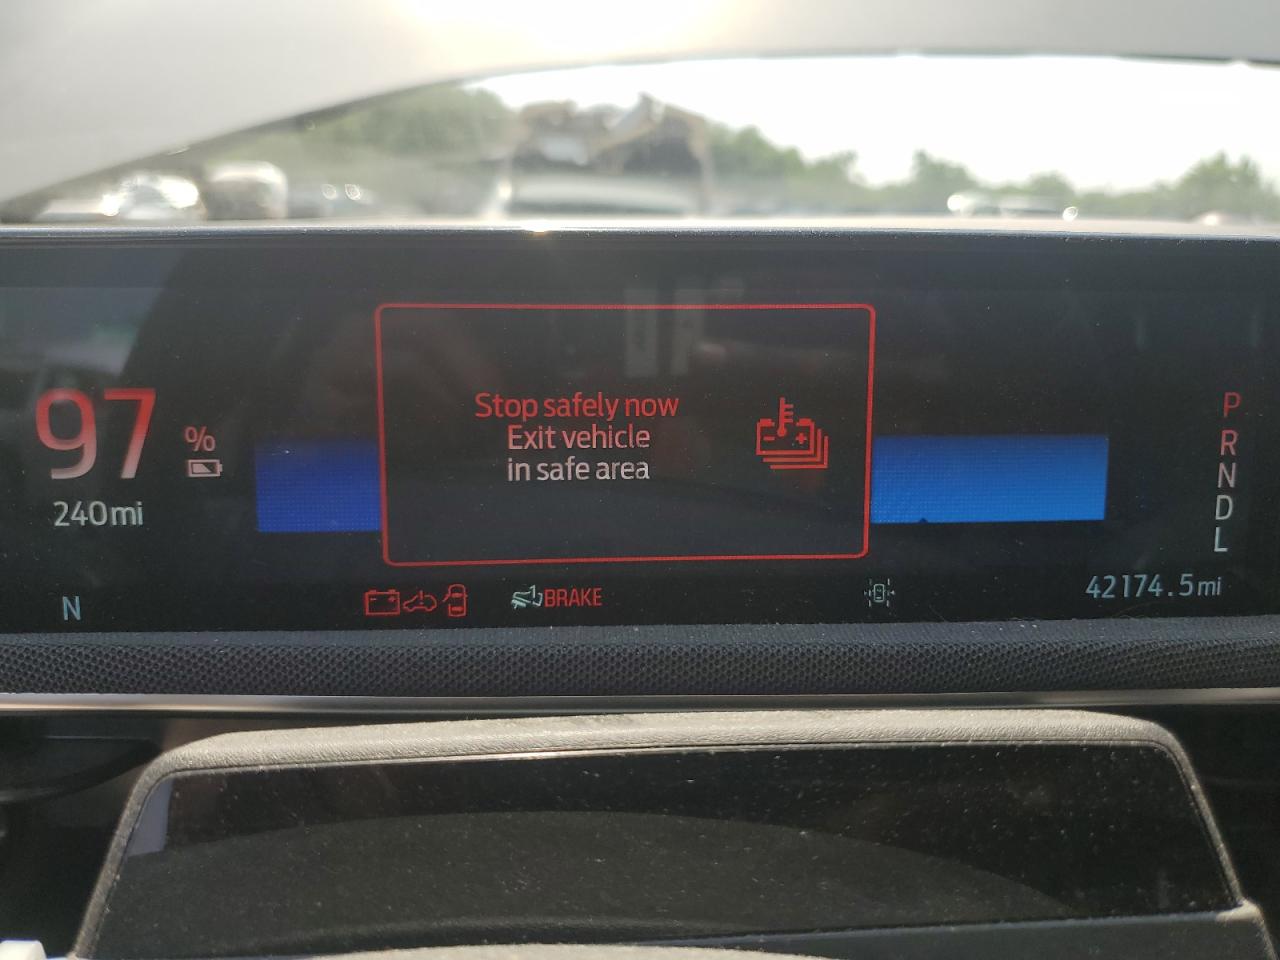 97 %
240mi
N
Stop safely now
Exit vehicle
in safe area
BRAKE
P
R
N
D
L
42174.5mi